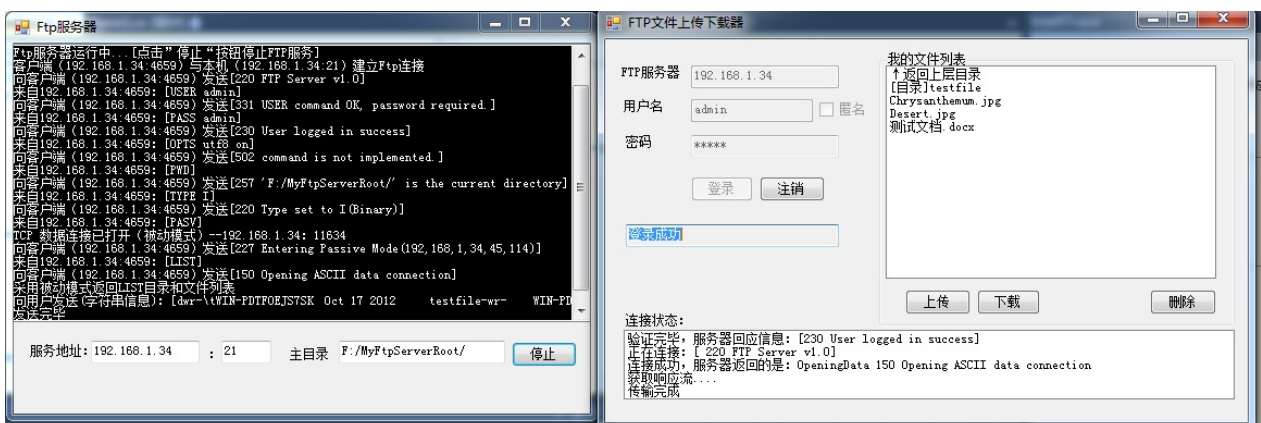 Ftp服务器
Ftp服务器运行中...[点击”停止“按钮停止FTP服务]
客户端(192.168.1.34:4659)与本机(192.168.1.34:21)建立Ftp连接
向客户端(192.168.1.34:4659)发送[220 FTP Server v1.0]
来自192.168.1.34:4659: [USER admin]
向客户端(192.168.1.34:4659)发送[331 USER command OK, password required.]
来自192.168.1.34:4659: [PASS admin]
向客户端(192.168.1.34:4659)发送[230 User logged in success]
来自192.168.1.34:4659: [OPTS utf8 on]
向客户端(192.168.1.34:4659)发送[502 command is not implemented.]
来自192.168.1.34:4659: [PWD]
向客户端(192.168.1.34:4659)发送[257 'F:/MyFtpServerRoot/' is the current directory]
来自192.168.1.34:4659: [TYPE I]
向客户端(192.168.1.34:4659)发送[220 Type set to I(Binary)]
来自192.168.1.34:4659: [PASV]
TCP 数据连接已打开(被动模式)--192.168.1.34: 11634
向客户端(192.168.1.34:4659)发送[227 Entering Passive Mode(192,168,1,34,45,114)]
来自192.168.1.34:4659: [LIST]
向客户端(192.168.1.34:4659)发送[150 Opening ASCII data connection]
采用被动模式返回LIST目录和文件列表
向用户发送(字符串信息): [dwr-\tWIN-PDTFOEJS7SK Oct 17 2012 testfile-wr- WIN-PD
发送完毕
服务地址: 192.168.1.34 : 21 主目录 F:/MyFtpServerRoot/ 停止
FTP文件上传下载器
FTP服务器 192.168.1.34
用户名 admin 匿名
密码 *****
登录 注销
登录成功
我的文件列表
↑返回上层目录
[目录]testfile
Chrysanthemum.jpg
Desert.jpg
测试文档.docx
上传 下载 删除
连接状态:
验证完毕,服务器回应信息: [230 User logged in success]
正在连接: [ 220 FTP Server v1.0]
连接成功,服务器返回的是: OpeningData 150 Opening ASCII data connection
获取响应流....
传输完成